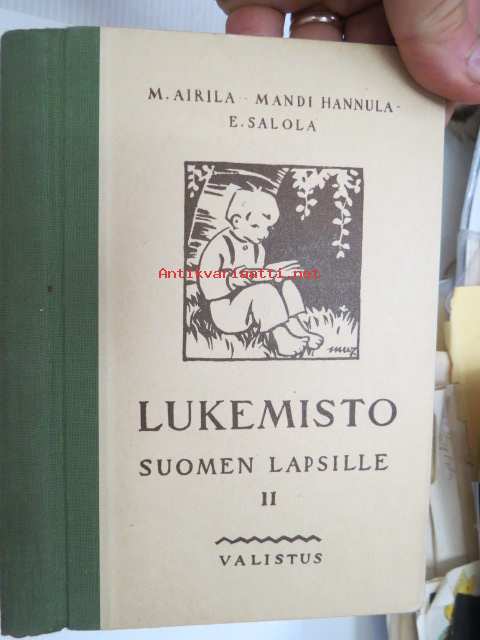 M. AIRILA - MANDI HANNULA -
E. SALOLA
Antikvariaatti.net
LUKEMISTO
SUOMEN LAPSILLE
II
VALISTUS